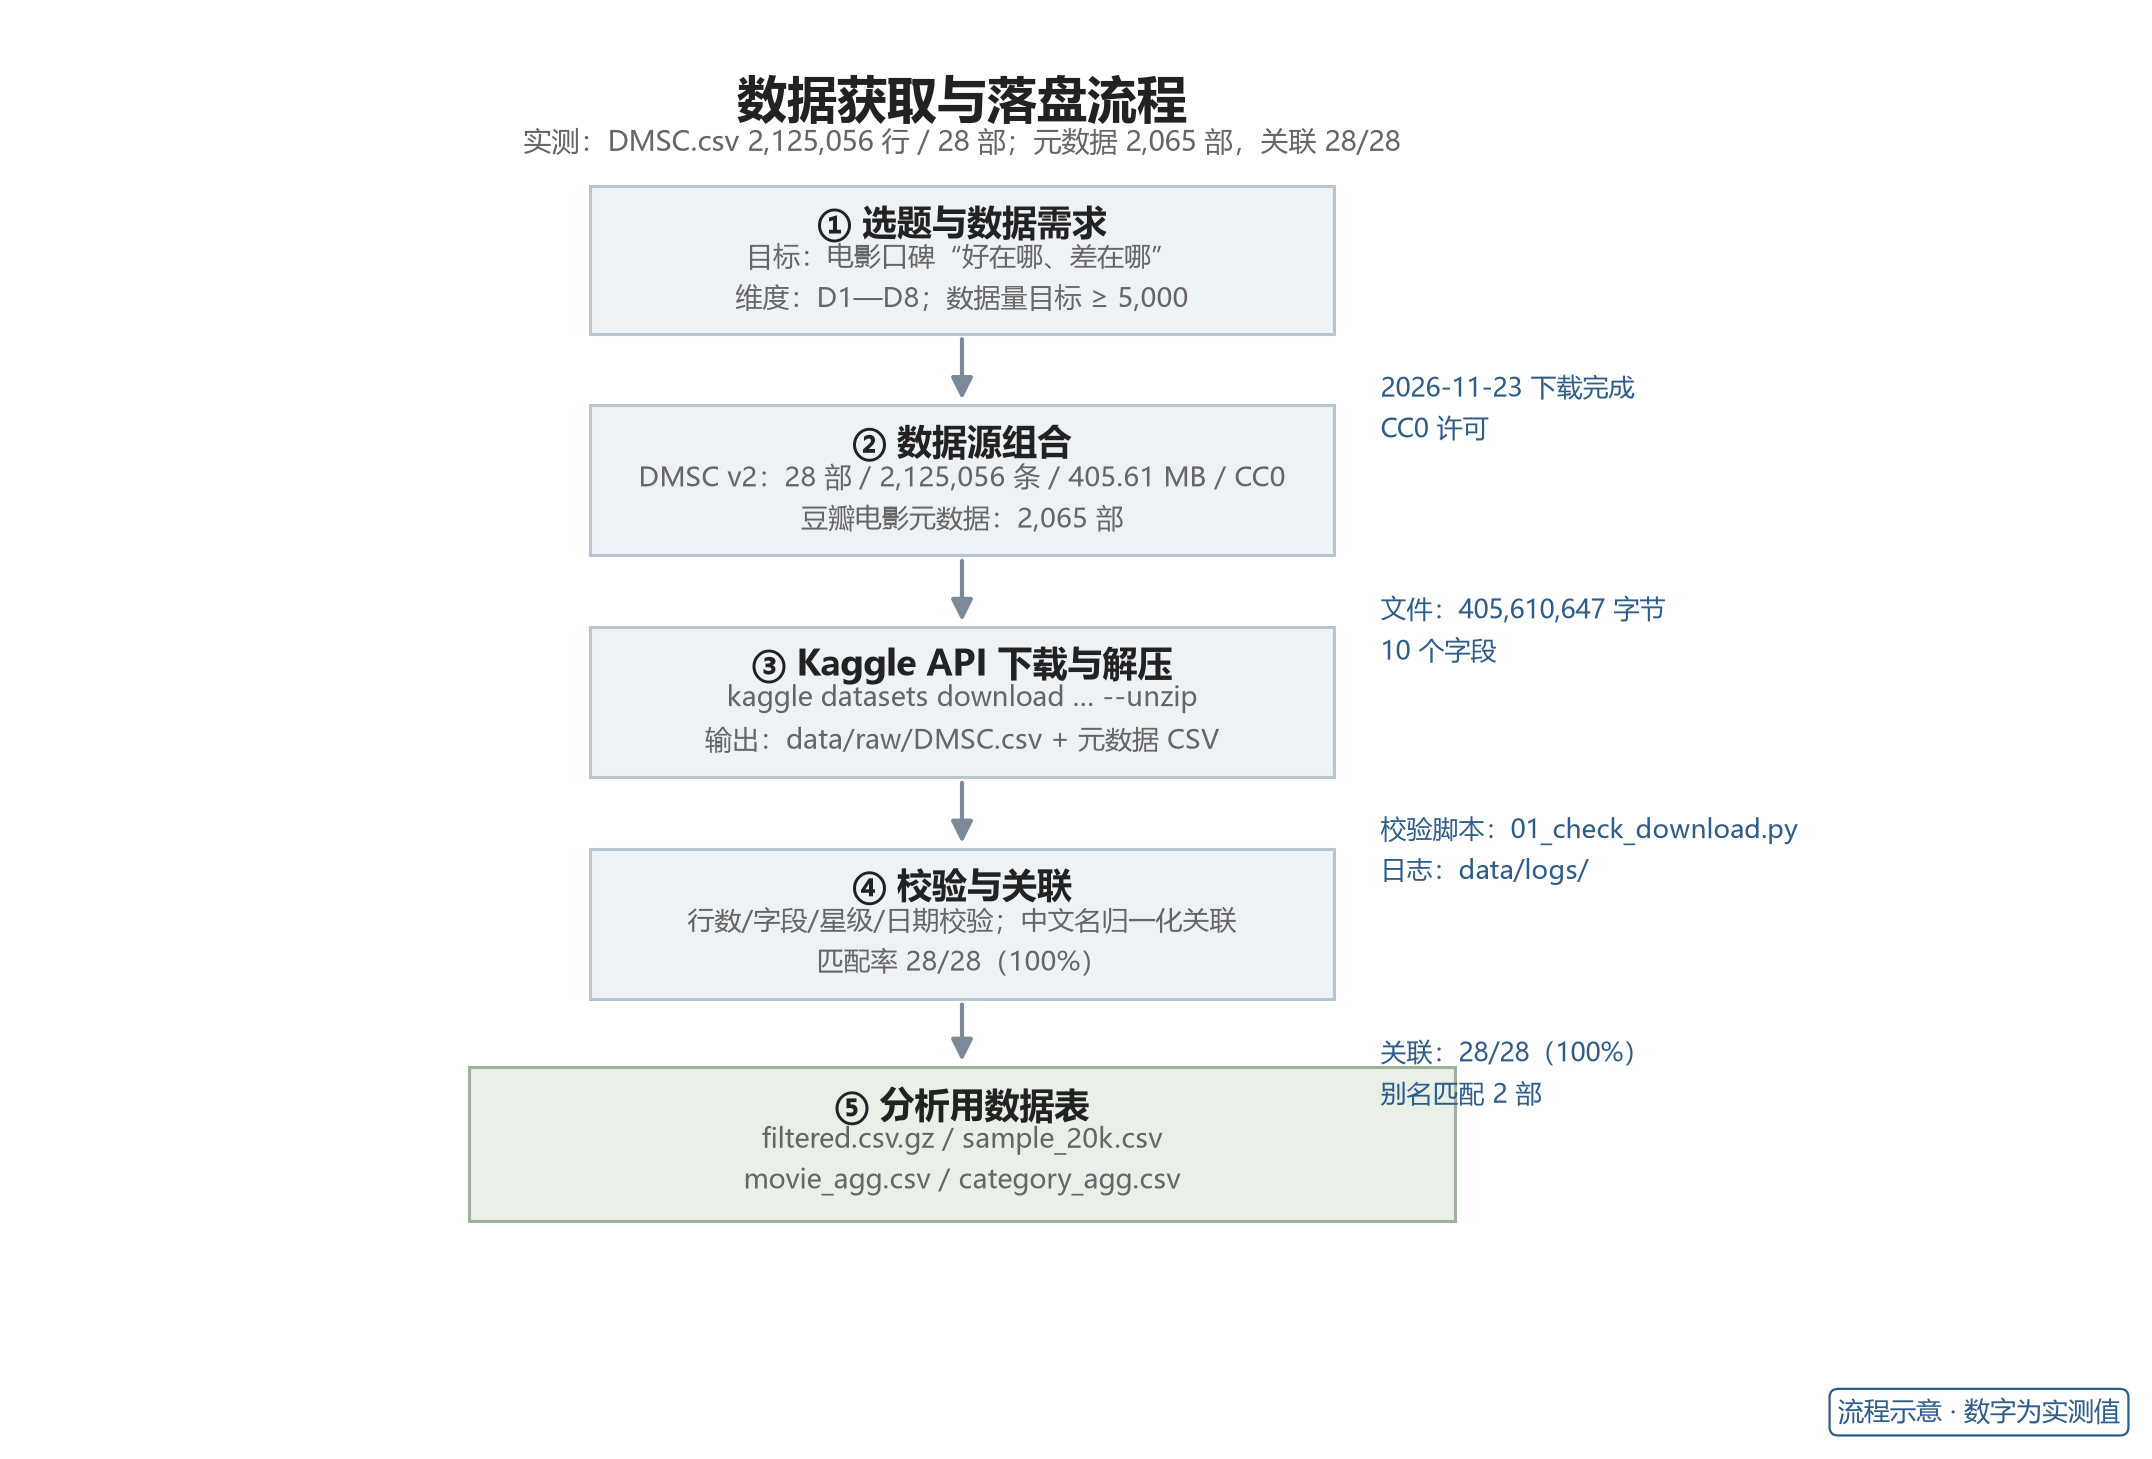 数据获取与落盘流程
实测：DMSC.csv 2,125,056 行 / 28 部；元数据 2,065 部，关联 28/28
① 选题与数据需求
目标：电影口碑“好在哪、差在哪”
维度：D1—D8；数据量目标 ≥ 5,000
2026-11-23 下载完成
CC0 许可
② 数据源组合
DMSC v2：28 部 / 2,125,056 条 / 405.61 MB / CC0
豆瓣电影元数据：2,065 部
文件：405,610,647 字节
10 个字段
③ Kaggle API 下载与解压
kaggle datasets download … --unzip
输出：data/raw/DMSC.csv + 元数据 CSV
校验脚本：01_check_download.py
日志：data/logs/
④ 校验与关联
行数/字段/星级/日期校验；中文名归一化关联
匹配率 28/28（100%）
关联：28/28（100%）
别名匹配 2 部
⑤ 分析用数据表
filtered.csv.gz / sample_20k.csv
movie_agg.csv / category_agg.csv
流程示意 · 数字为实测值